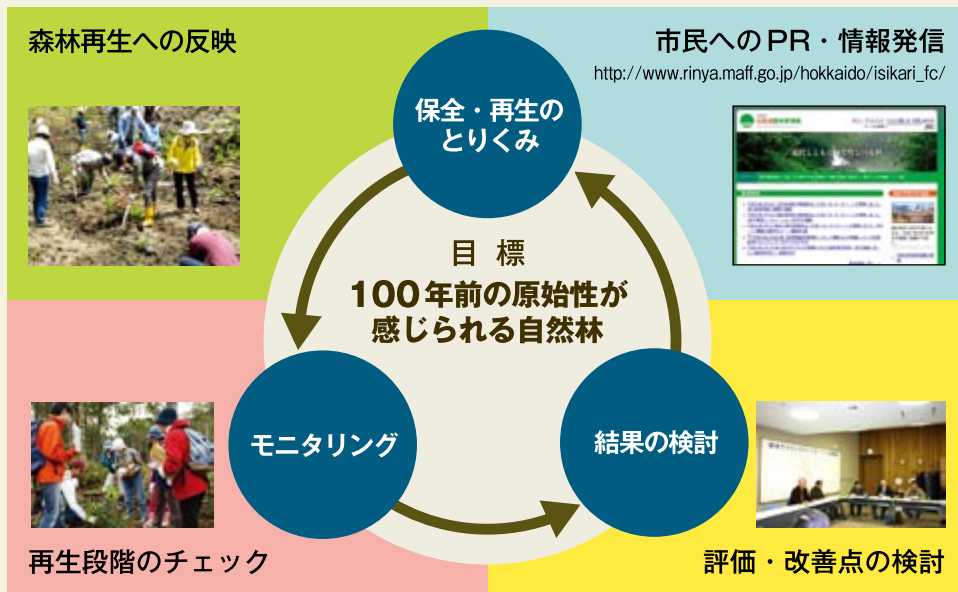 森林再生への反映
市民へのPR・情報発信
http://www.rinya.maff.go.jp/hokkaido/isikari_fc/
保全・再生の
とりくみ
目標
100年前の原始性が
感じられる自然林
モニタリング
結果の検討
再生段階のチェック
評価・改善点の検討